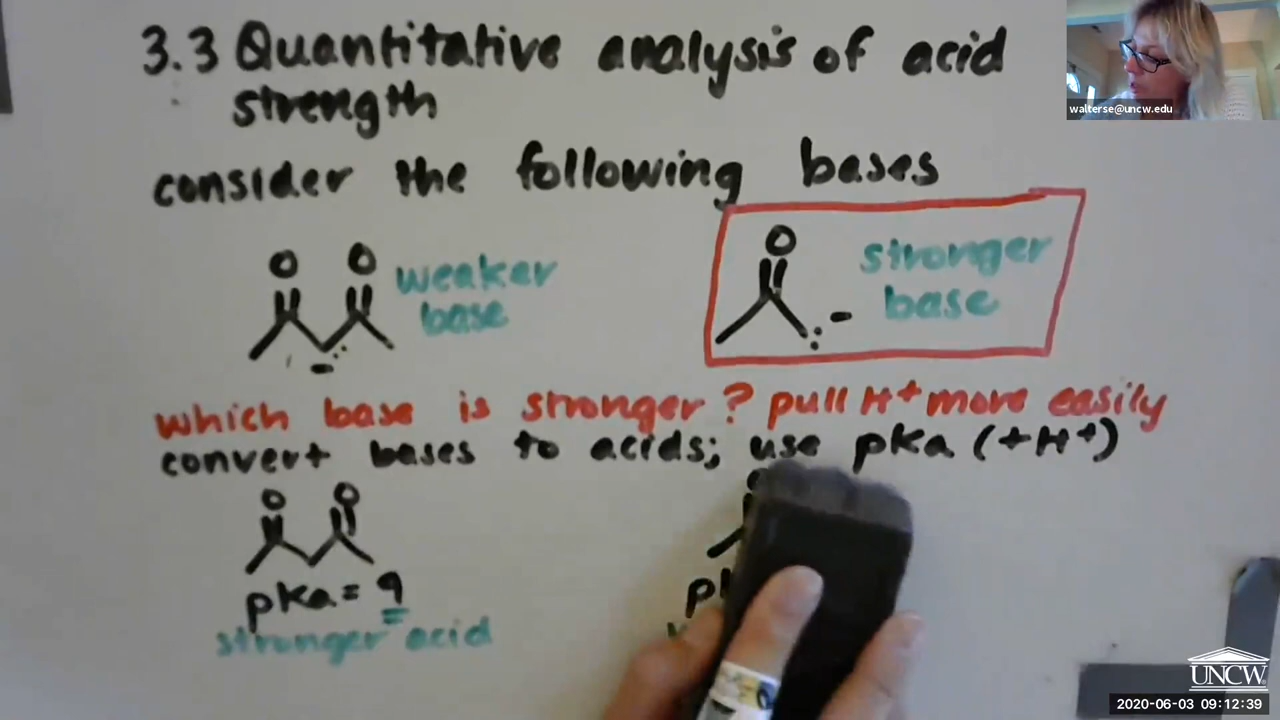 3.3 Quantitative analysis of acid
strength
consider the following bases
O O weaker
base
O stronger
base
which base is stronger? pull H+ more easily
convert bases to acids; use pka (+H+)
O O
pka = 9
stronger acid
walterse@uncw.edu
UNCW
2020-06-03 09:12:39